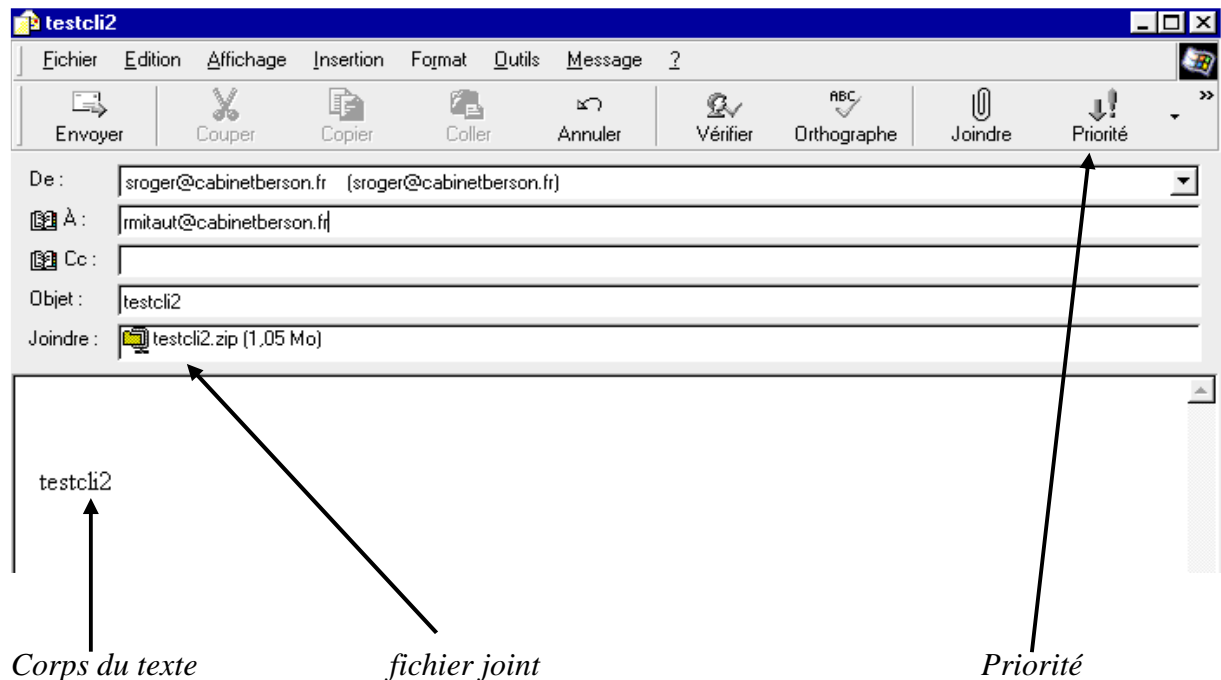 testcli2
Fichier Edition Affichage Insertion Format Outils Message ?
Envoyer Couper Copier Coller Annuler Vérifier ABC Orthographe Joindre Priorité »
De : sroger@cabinetberson.fr (sroger@cabinetberson.fr)
À : rmitaut@cabinetberson.fr
Cc :
Objet : testcli2
Joindre : testcli2.zip (1,05 Mo)
testcli2
Corps du texte fichier joint Priorité